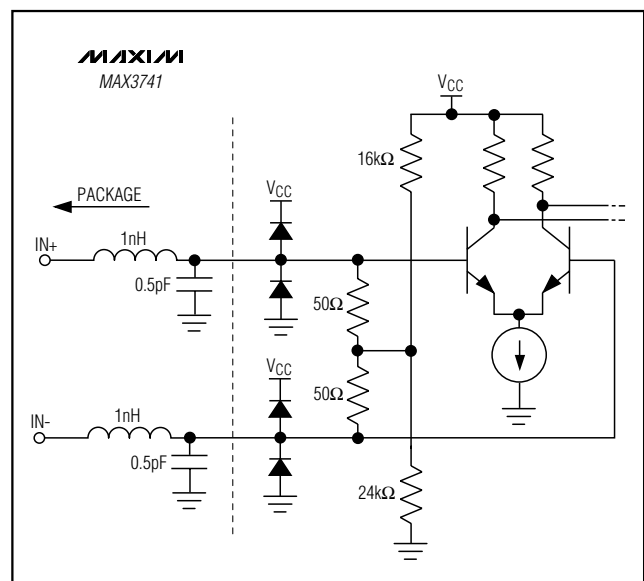 MAXIM
MAX3741
VCC
16kΩ
PACKAGE
VCC
IN+
1nH
0.5pF
50Ω
VCC
50Ω
IN-
1nH
0.5pF
24kΩ